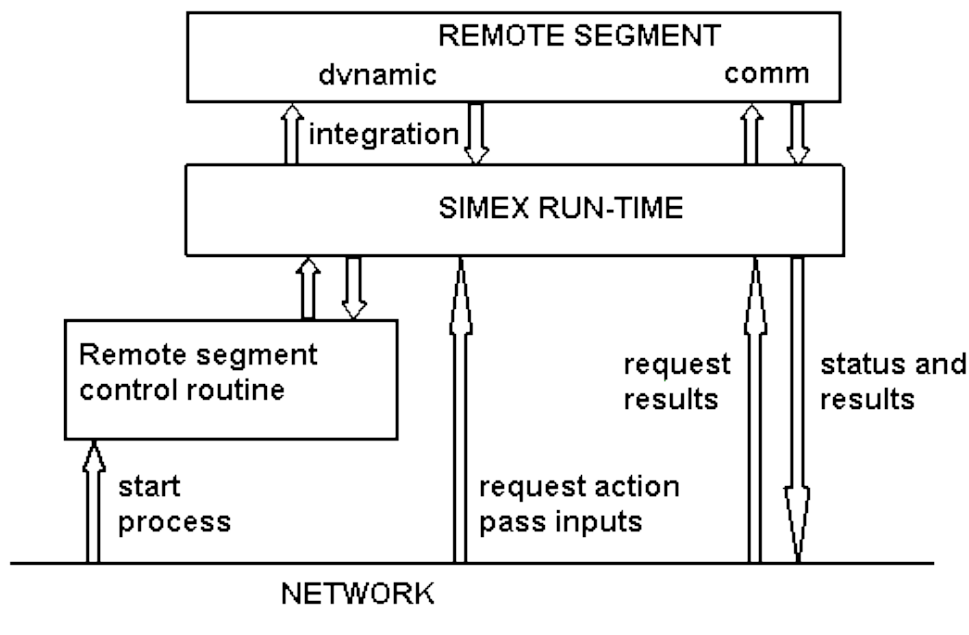 REMOTE SEGMENT
dvnamic comm
integration
SIMEX RUN-TIME
Remote segment
control routine
request
results
status and
results
start
process
request action
pass inputs
NETWORK